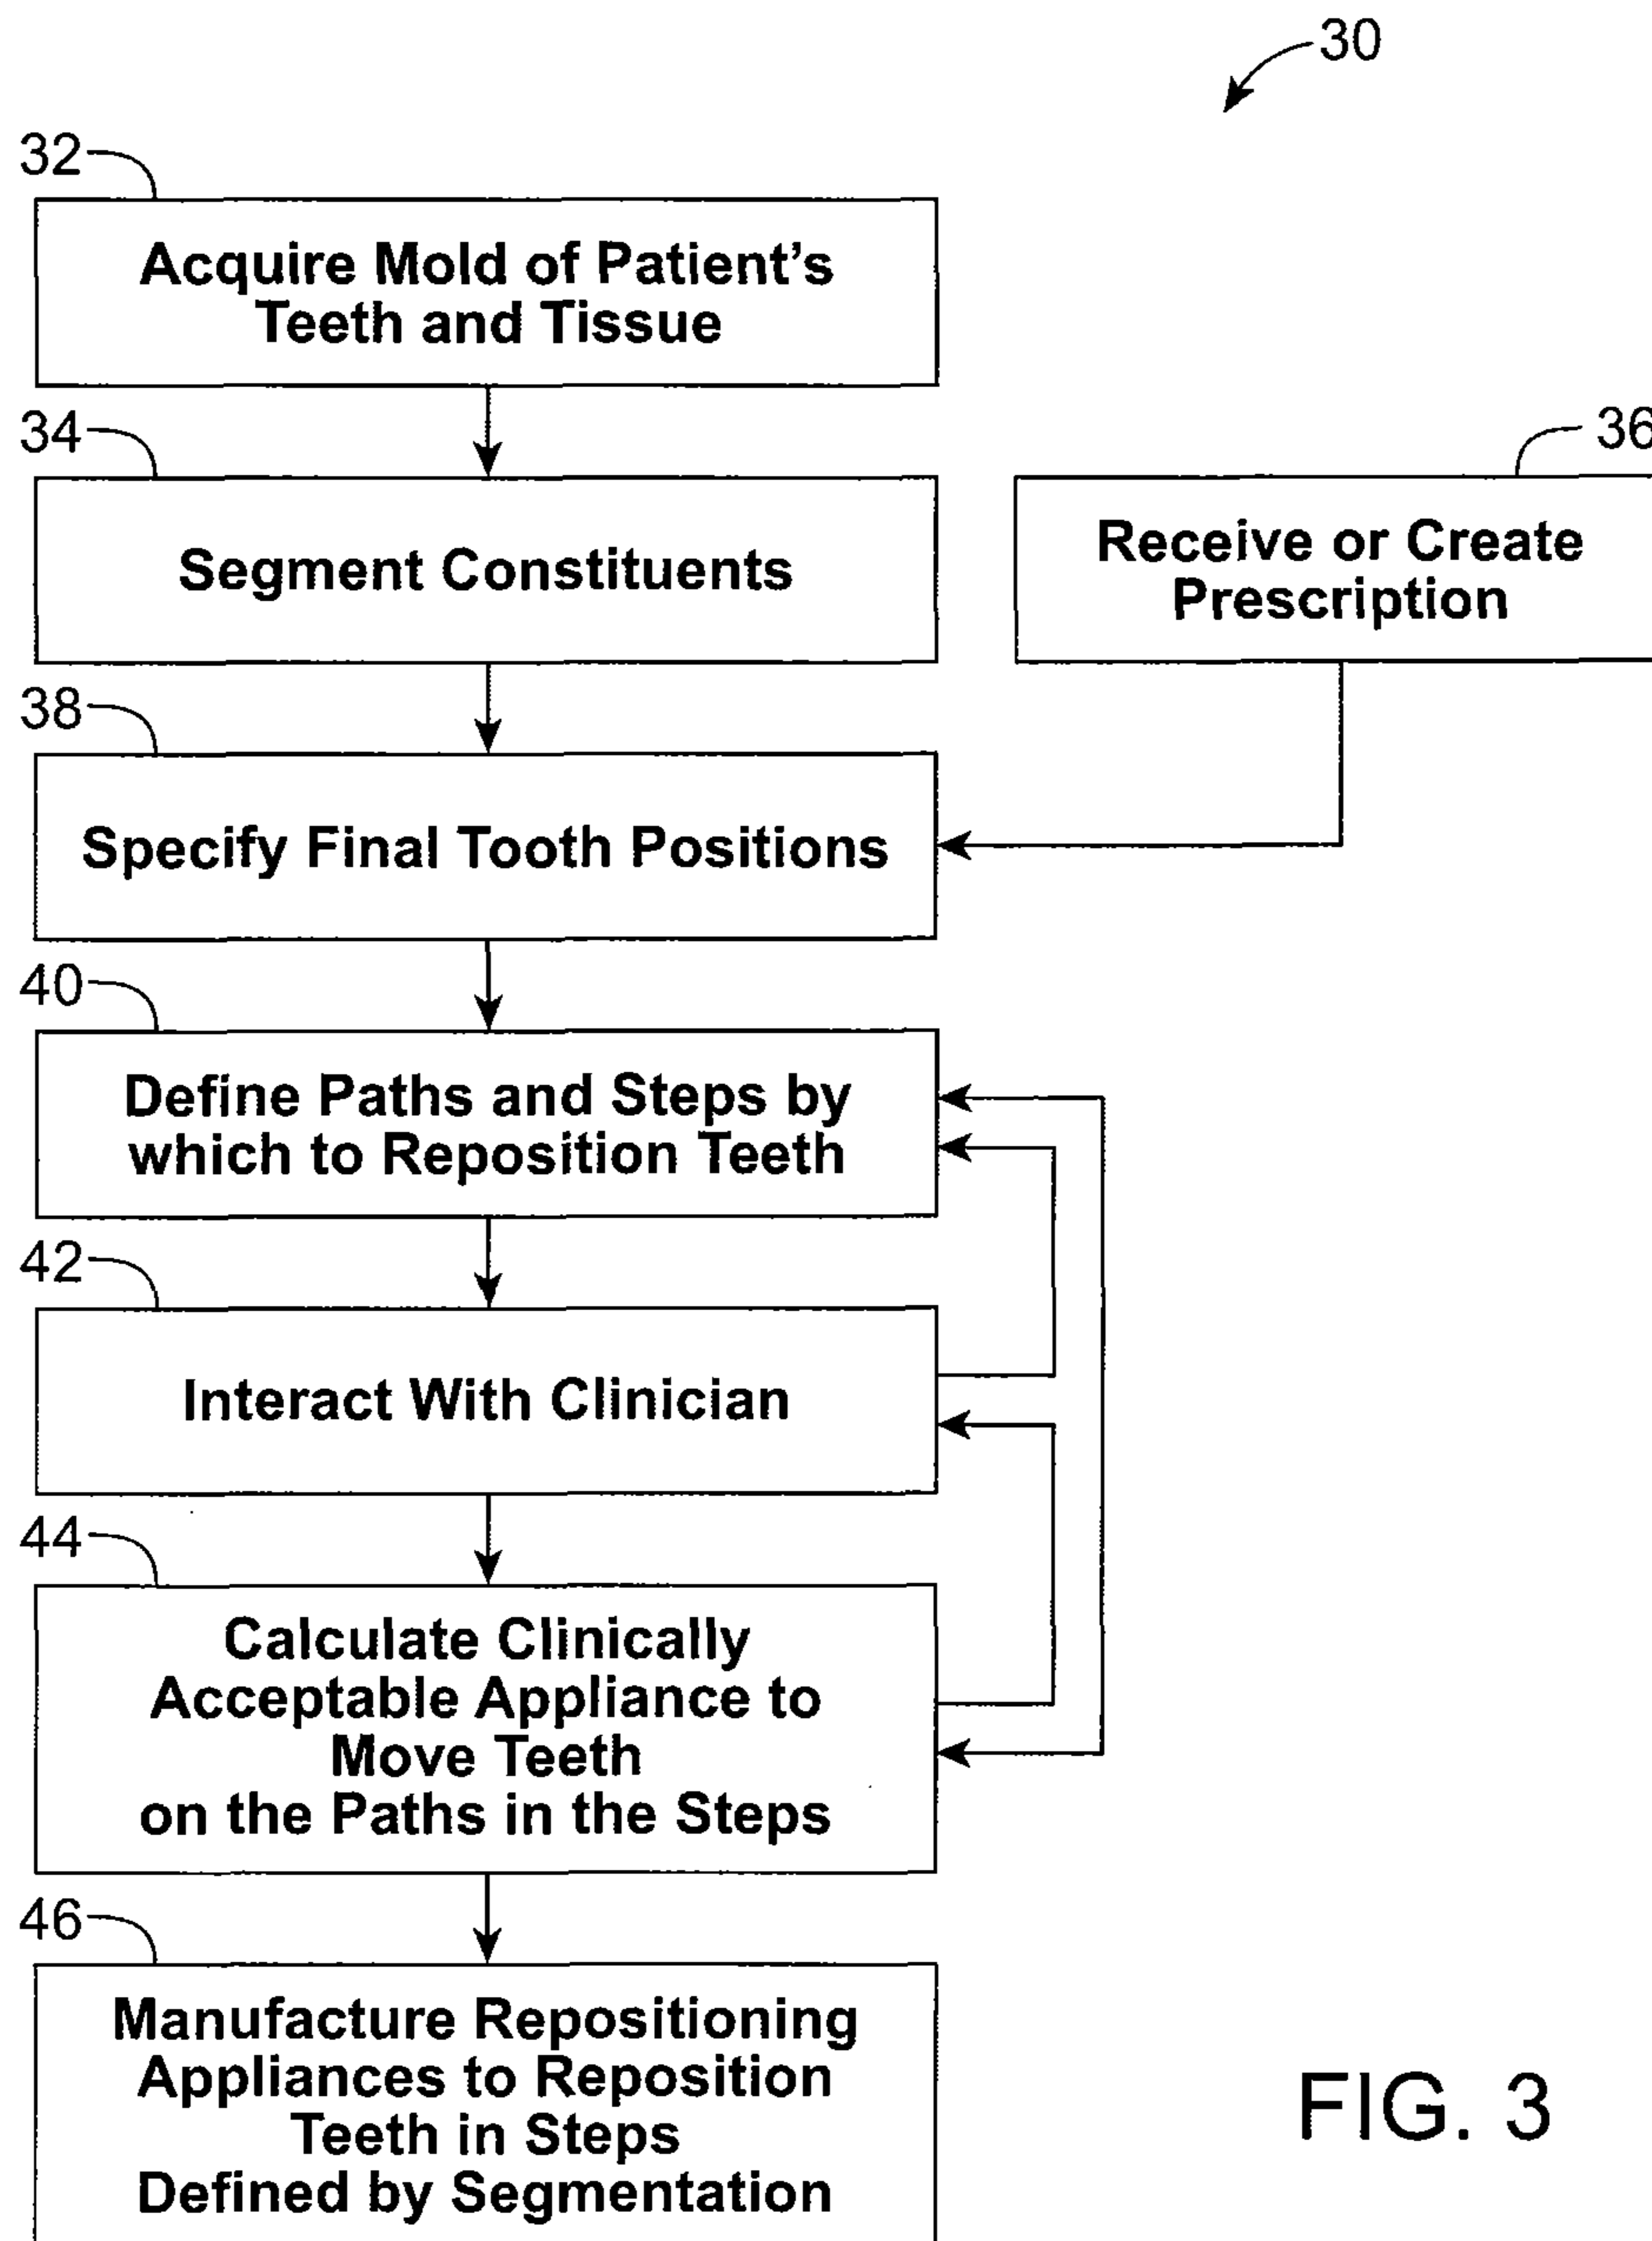 30
32
Acquire Mold of Patient's
Teeth and Tissue
34
Segment Constituents
36
Receive or Create
Prescription
38
Specify Final Tooth Positions
40
Define Paths and Steps by
which to Reposition Teeth
42
Interact With Clinician
44
Calculate Clinically
Acceptable Appliance to
Move Teeth
on the Paths in the Steps
46
Manufacture Repositioning
Appliances to Reposition
Teeth in Steps
Defined by Segmentation
FIG. 3